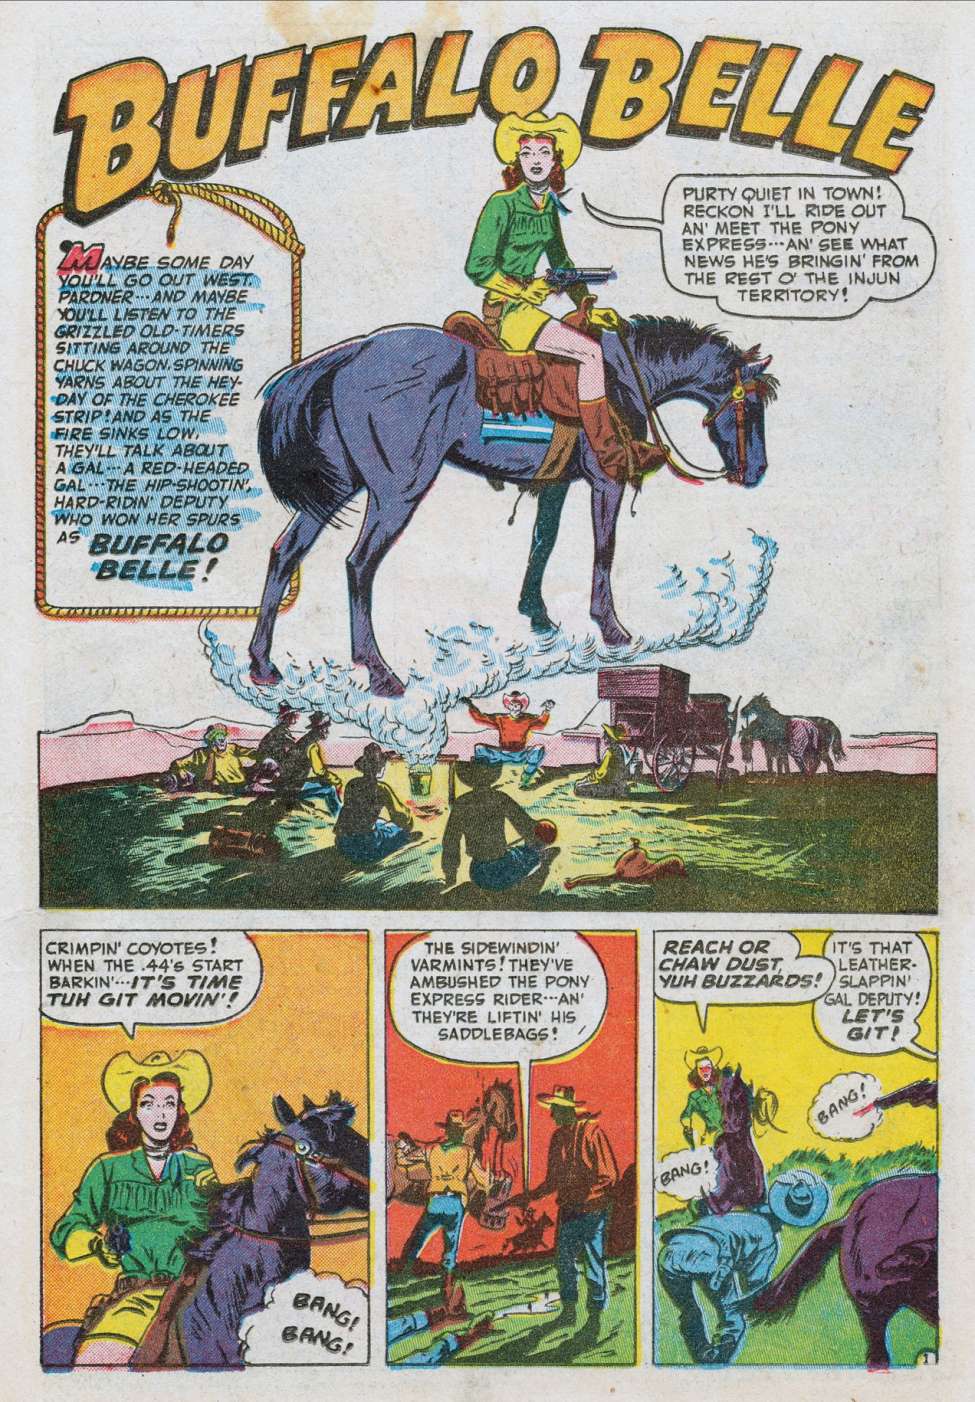 BUFFALO BELLE
MAYBE SOME DAY
YOU'LL GO OUT WEST,
PARDNER---AND MAYBE
YOU'LL LISTEN TO THE
GRIZZLED OLD-TIMERS
SITTING AROUND THE
CHUCK WAGON, SPINNING
YARNS ABOUT THE HEY-
DAY OF THE CHEROKEE
STRIP! AND AS THE
FIRE SINKS LOW,
THEY'LL TALK ABOUT
A GAL---A RED-HEADED
GAL---THE HIP-SHOOTIN',
HARD-RIDIN' DEPUTY
WHO WON HER SPURS
AS BUFFALO
BELLE!
PURTY QUIET IN TOWN!
RECKON I'LL RIDE OUT
AN' MEET THE PONY
EXPRESS---AN' SEE WHAT
NEWS HE'S BRINGIN' FROM
THE REST O' THE INJUN
TERRITORY!
CRIMPIN' COYOTES!
WHEN THE .44'S START
BARKIN'---IT'S TIME
TUH GIT MOVIN'!
BANG!
BANG!
THE SIDEWINDIN'
VARMINTS! THEY'VE
AMBUSHED THE PONY
EXPRESS RIDER---AN'
THEY'RE LIFTIN' HIS
SADDLEBAGS!
REACH OR
CHAW DUST,
YUH BUZZARDS!
IT'S THAT
LEATHER-
SLAPPIN'
GAL DEPUTY!
LET'S
GIT!
BANG!
BANG!
1